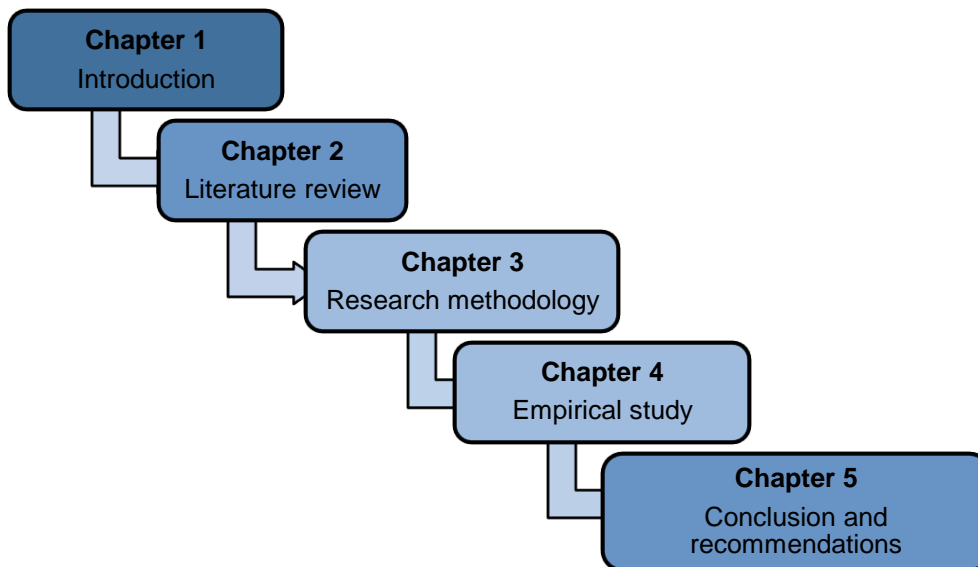 Chapter 1
Introduction
Chapter 2
Literature review
Chapter 3
Research methodology
Chapter 4
Empirical study
Chapter 5
Conclusion and
recommendations